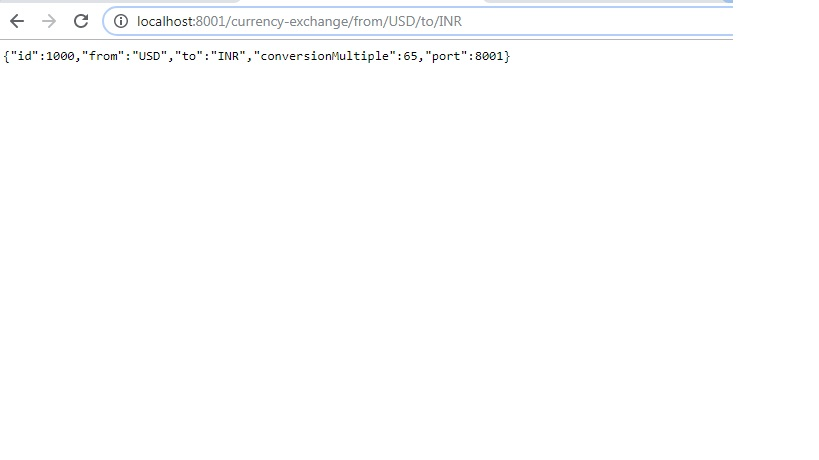 localhost:8001/currency-exchange/from/USD/to/INR
{"id":1000,"from":"USD","to":"INR","conversionMultiple":65,"port":8001}